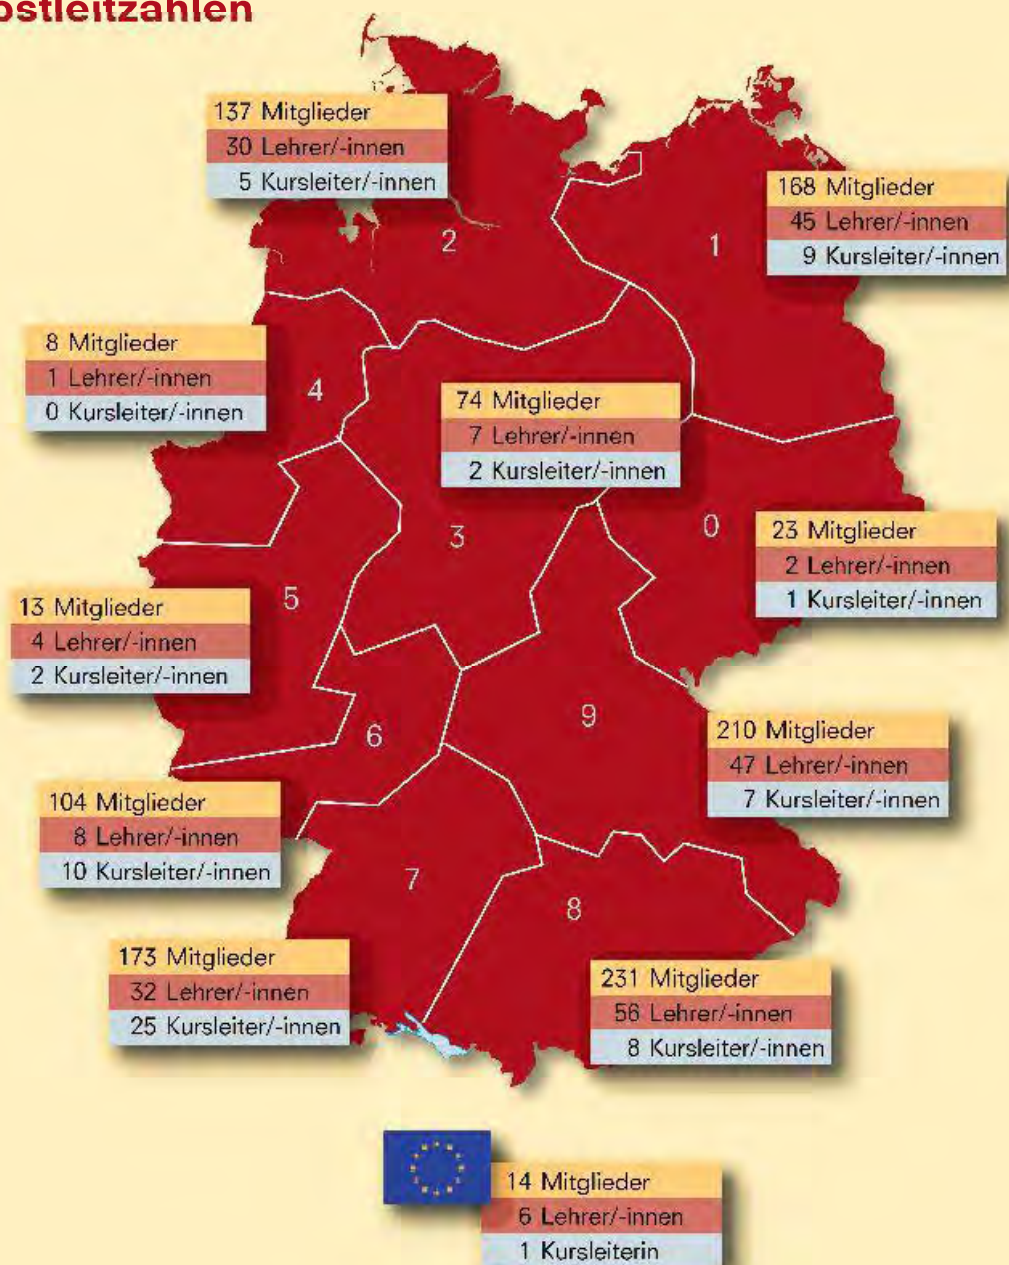 137 Mitglieder
30 Lehrer/-innen
5 Kursleiter/-innen
168 Mitglieder
45 Lehrer/-innen
9 Kursleiter/-innen
2
1
8 Mitglieder
1 Lehrer/-innen
0 Kursleiter/-innen
4
74 Mitglieder
7 Lehrer/-innen
2 Kursleiter/-innen
3
0
23 Mitglieder
2 Lehrer/-innen
1 Kursleiter/-innen
13 Mitglieder
4 Lehrer/-innen
2 Kursleiter/-innen
5
6
9
210 Mitglieder
47 Lehrer/-innen
7 Kursleiter/-innen
104 Mitglieder
8 Lehrer/-innen
10 Kursleiter/-innen
7
8
173 Mitglieder
32 Lehrer/-innen
25 Kursleiter/-innen
231 Mitglieder
56 Lehrer/-innen
8 Kursleiter/-innen
14 Mitglieder
6 Lehrer/-innen
1 Kursleiterin